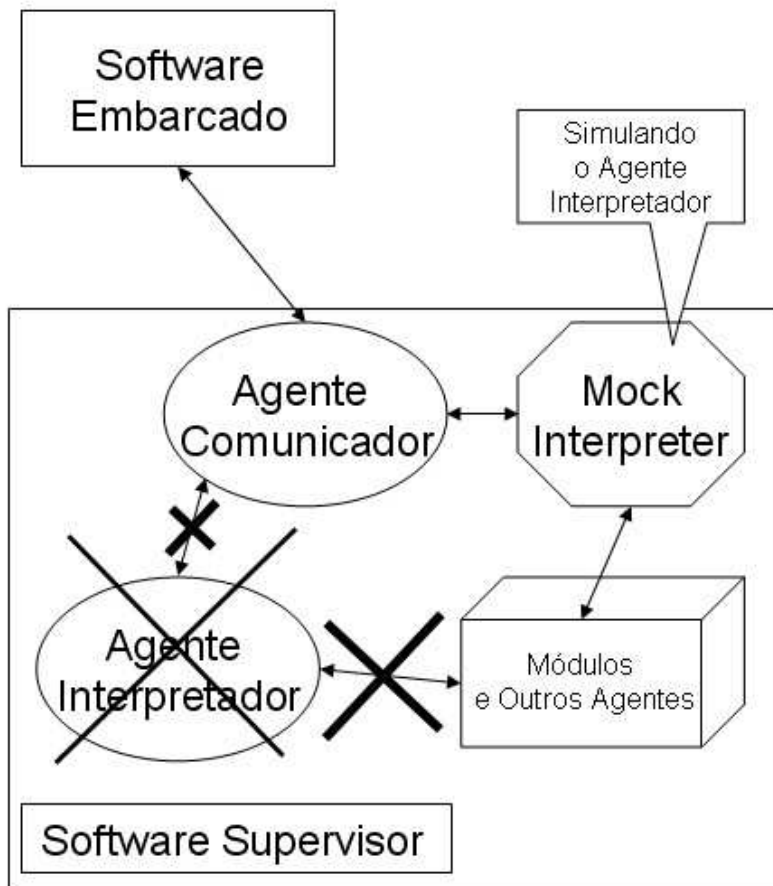 Software
Embarcado
Simulando
o Agente
Interpretador
Agente
Comunicador
Mock
Interpreter
Agente
Interpretador
Módulos
e Outros Agentes
Software Supervisor